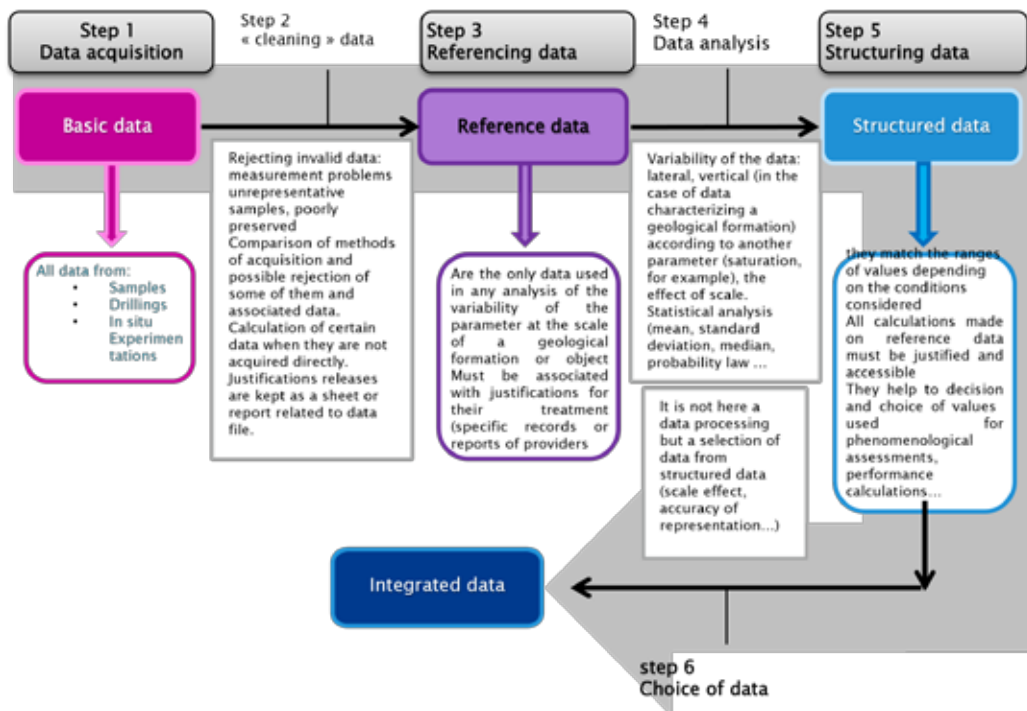 Step 1
Data acquisition
Step 2
« cleaning » data
Step 3
Referencing data
Step 4
Data analysis
Step 5
Structuring data
Basic data
Reference data
Structured data
All data from:
• Samples
• Drillings
• In situ
Experimen
tations
Rejecting invalid data:
measurement problems
unrepresentative
samples, poorly
preserved
Comparison of methods
of acquisition and
possible rejection of
some of them and
associated data.
Calculation of certain
data when they are not
acquired directly.
Justifications releases
are kept as a sheet or
report related to data
file.
Are the only data used
in any analysis of the
variability of the
parameter at the scale
of a geological
formation or object
Must be associated
with justifications for
their treatment
(specific records or
reports of providers
Variability of the data:
lateral, vertical (in the
case of data
characterizing a
geological formation)
according to another
parameter (saturation,
for example), the
effect of scale.
Statistical analysis
(mean, standard
deviation, median,
probability law ...
It is not here a
data processing
but a selection of
data from
structured data
(scale effect,
accuracy of
representation...)
they match the ranges
of values depending
on the conditions
considered
All calculations made
on reference data
must be justified and
accessible
They help to decision
and choice of values
used for
phenomenological
assessments,
performance
calculations...
Integrated data
step 6
Choice of data